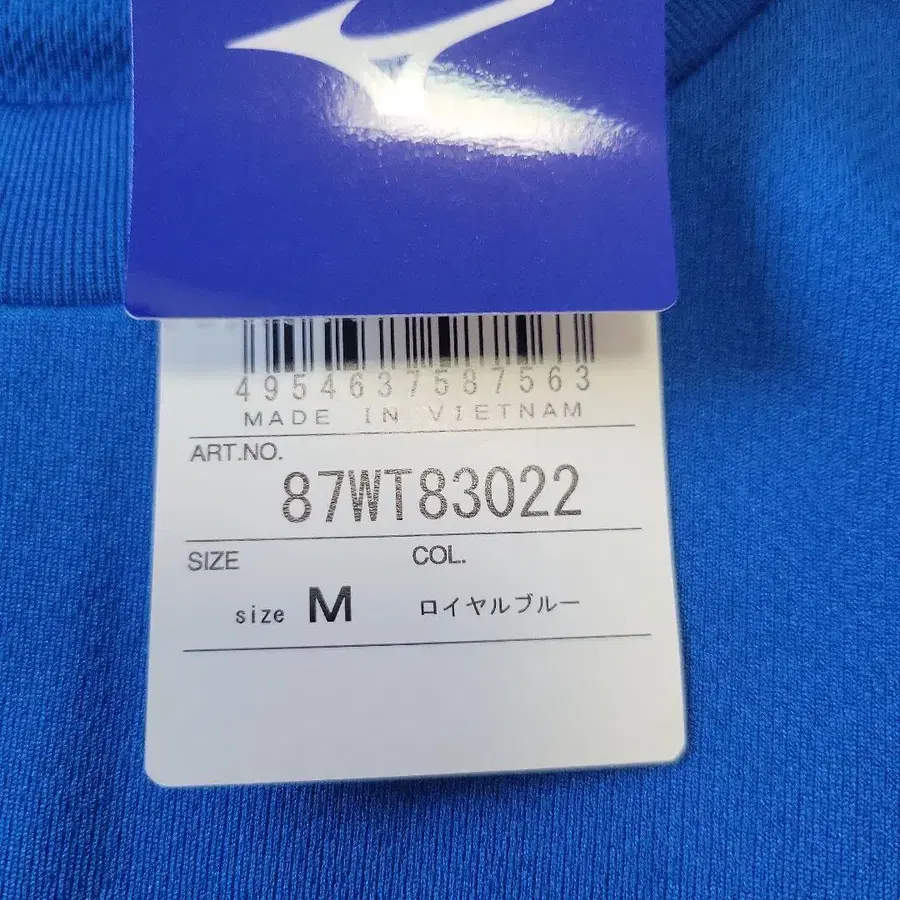 4954637587563
MADE IN VIETNAM
ART.NO.
87WT83022
SIZE COL.
size M ロイヤルブルー